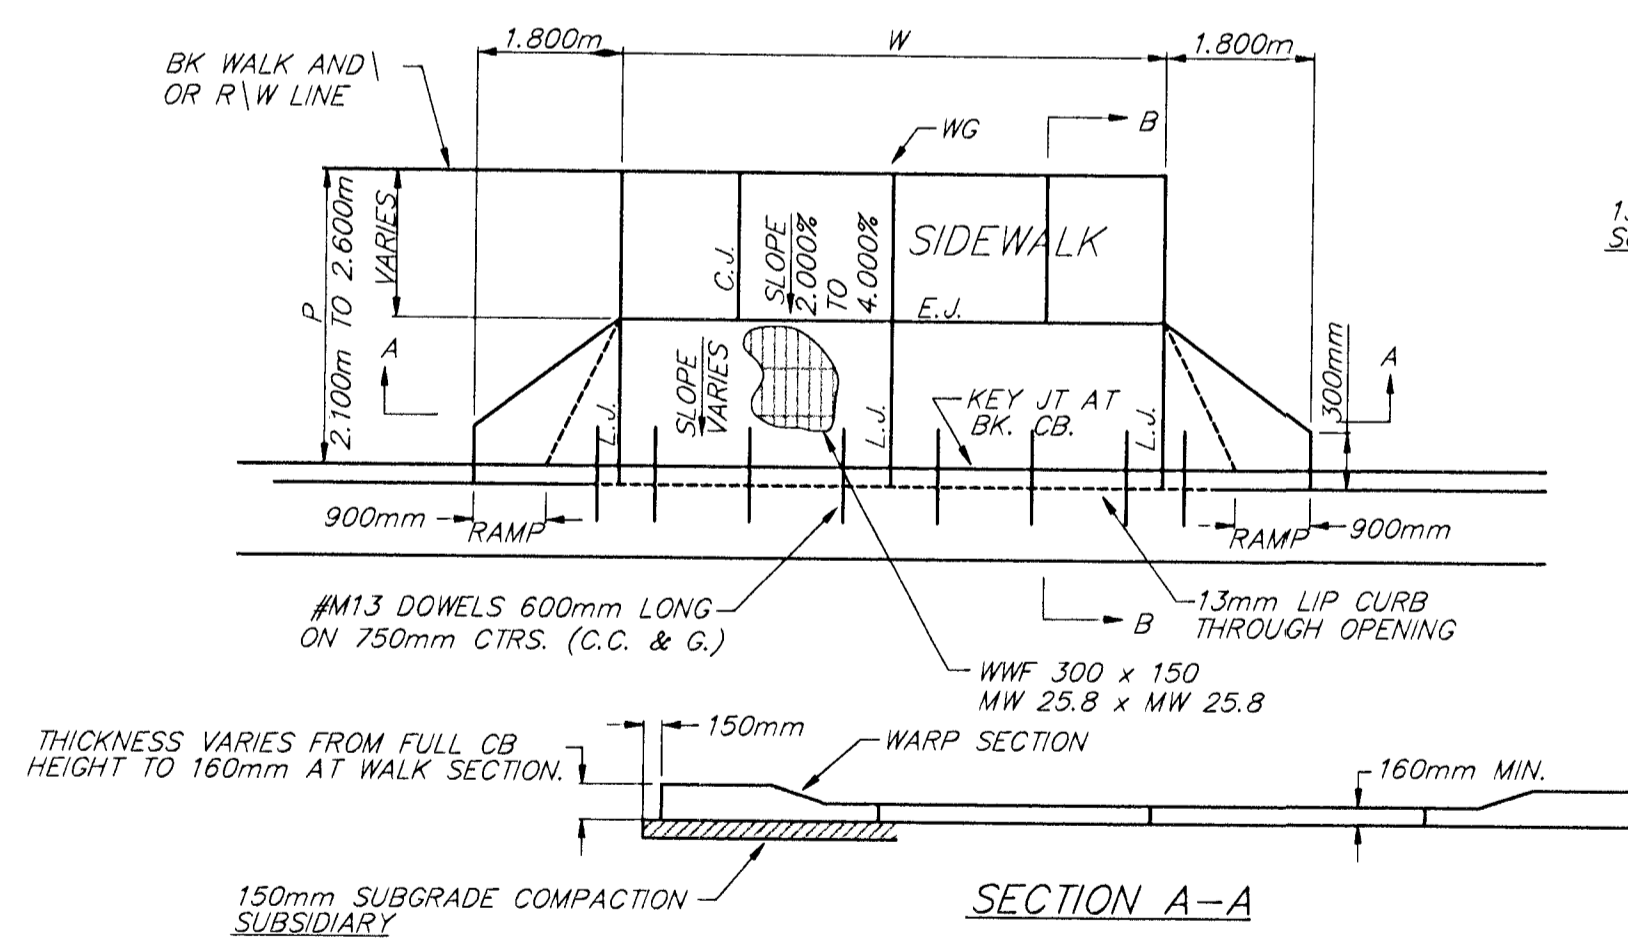 1.800m
W
1.800m
BK WALK AND\
OR R\W LINE
WG
B
P
2.100m TO 2.600m
VARIES
C.J.
SLOPE
2.000%
TO
4.000%
SIDEWALK
E.J.
A
SLOPE
VARIES
L.J.
L.J.
KEY JT AT
BK. CB.
L.J.
300mm
A
900mm
RAMP
RAMP
900mm
#M13 DOWELS 600mm LONG
ON 750mm CTRS. (C.C. & G.)
B
13mm LIP CURB
THROUGH OPENING
WWF 300 x 150
MW 25.8 x MW 25.8
150mm
THICKNESS VARIES FROM FULL CB
HEIGHT TO 160mm AT WALK SECTION.
WARP SECTION
160mm MIN.
150mm SUBGRADE COMPACTION
SUBSIDIARY
SECTION A-A